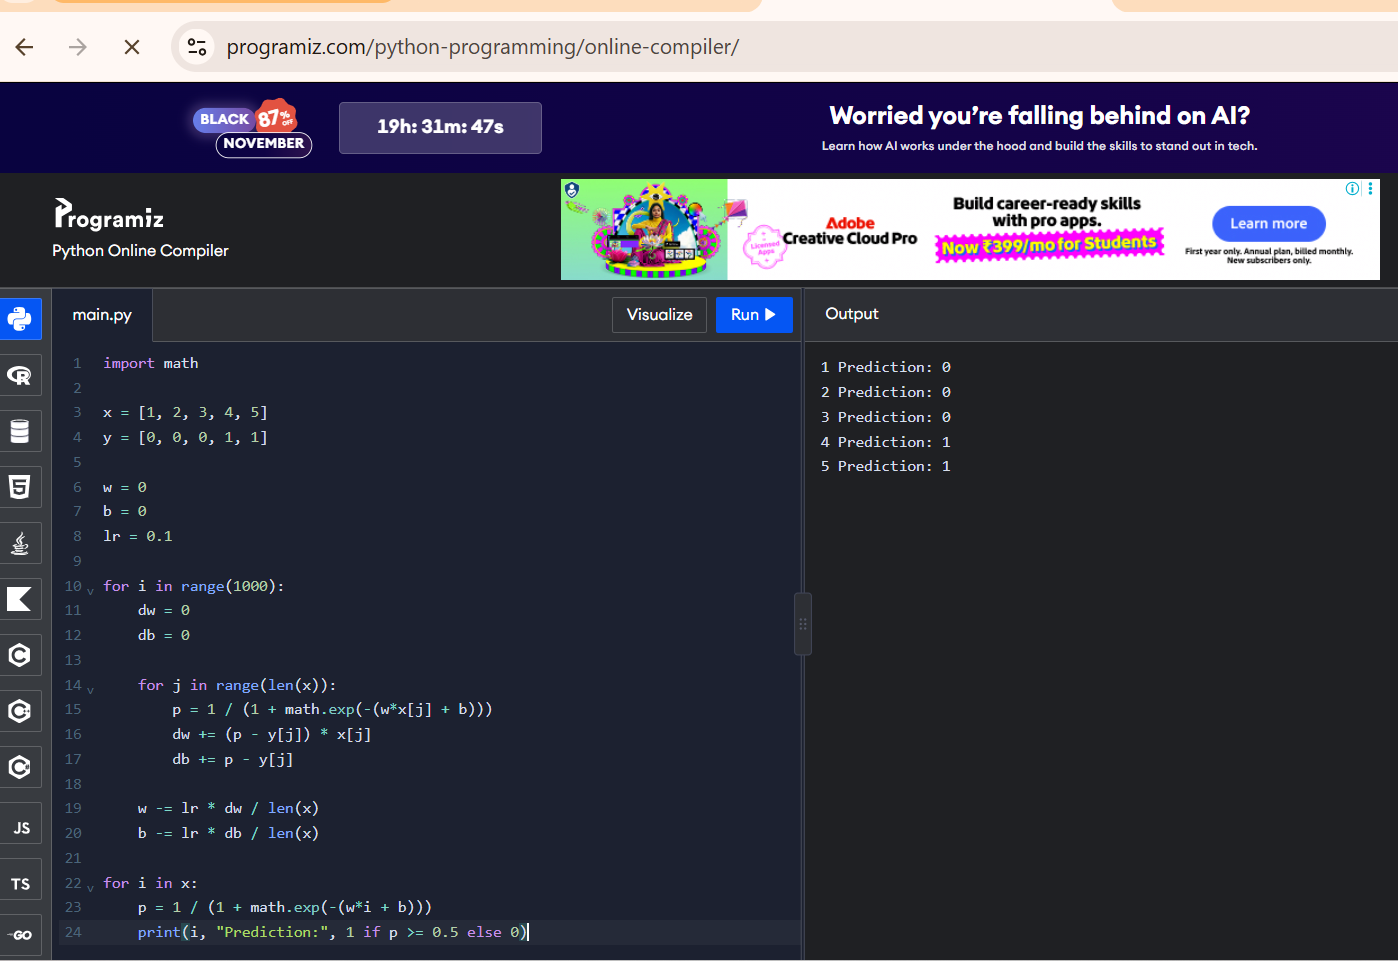 programiz.com/python-programming/online-compiler/
BLACK 87% OFF
NOVEMBER
19h: 31m: 47s
Worried you're falling behind on AI?
Learn how AI works under the hood and build the skills to stand out in tech.
Programiz
Python Online Compiler
Licensed Apps
Adobe
Creative Cloud Pro
Build career-ready skills
with pro apps.
Now ₹399/mo for Students
Learn more
First year only. Annual plan, billed monthly.
New subscribers only.
main.py
Visualize
Run
Output
1 import math
2
3 x = [1, 2, 3, 4, 5]
4 y = [0, 0, 0, 1, 1]
5
6 w = 0
7 b = 0
8 lr = 0.1
9
10 for i in range(1000):
11     dw = 0
12     db = 0
13
14     for j in range(len(x)):
15         p = 1 / (1 + math.exp(-(w*x[j] + b)))
16         dw += (p - y[j]) * x[j]
17         db += p - y[j]
18
19     w -= lr * dw / len(x)
20     b -= lr * db / len(x)
21
22 for i in x:
23     p = 1 / (1 + math.exp(-(w*i + b)))
24     print(i, "Prediction:", 1 if p >= 0.5 else 0)
1 Prediction: 0
2 Prediction: 0
3 Prediction: 0
4 Prediction: 1
5 Prediction: 1
R
5
C
C
C
JS
TS
GO